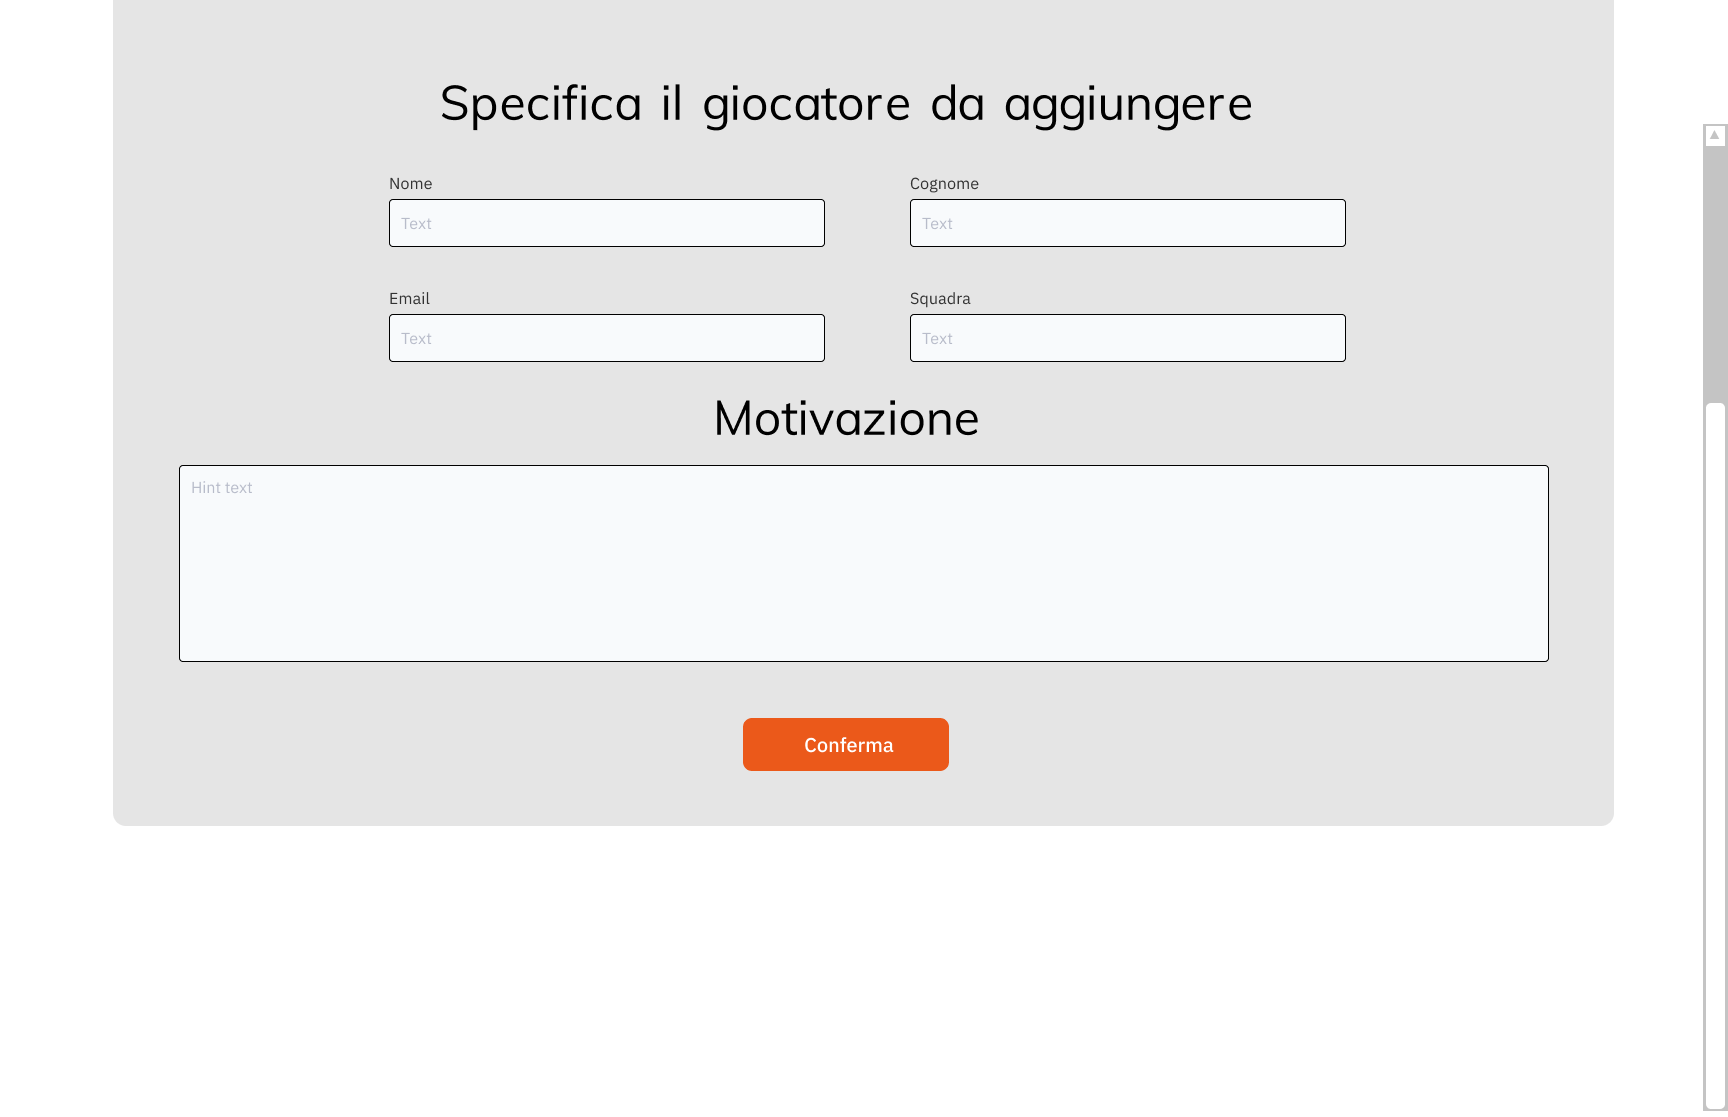 Specifica il giocatore da aggiungere
Nome
Cognome
Text
Text
Email
Squadra
Text
Text
Motivazione
Hint text
Conferma